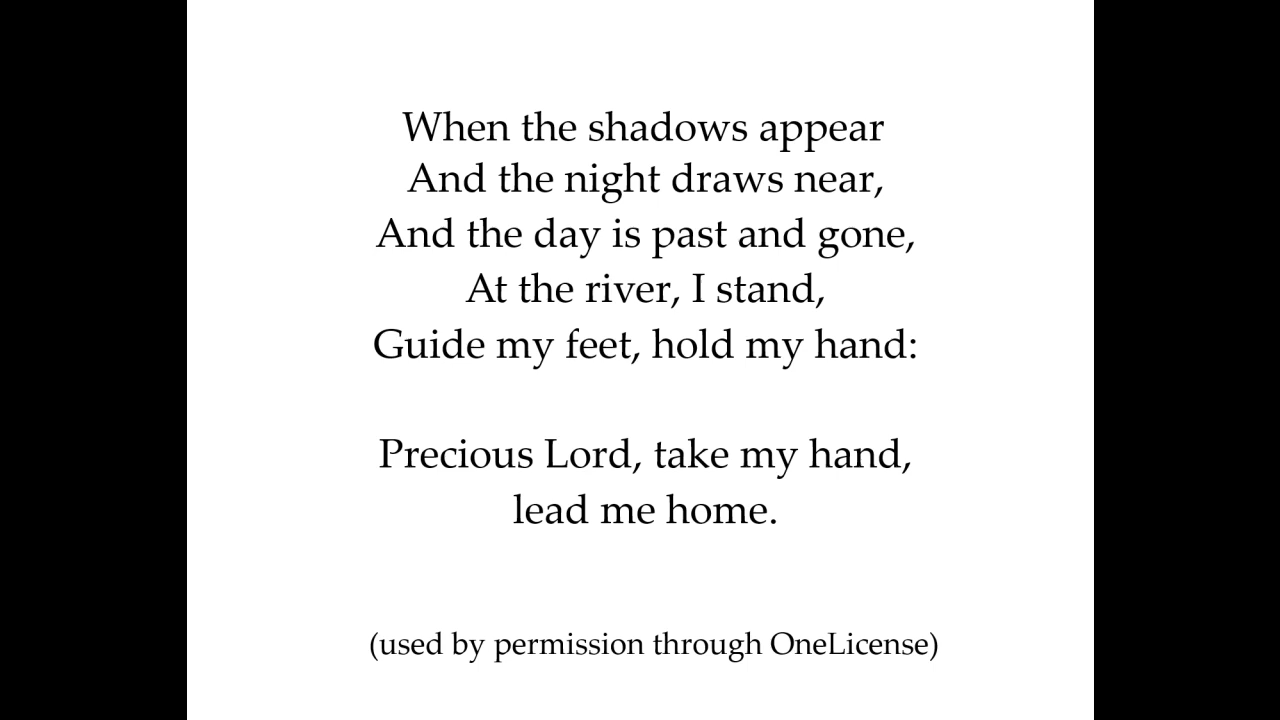 When the shadows appear
And the night draws near,
And the day is past and gone,
At the river, I stand,
Guide my feet, hold my hand:
Precious Lord, take my hand,
lead me home.
(used by permission through OneLicense)